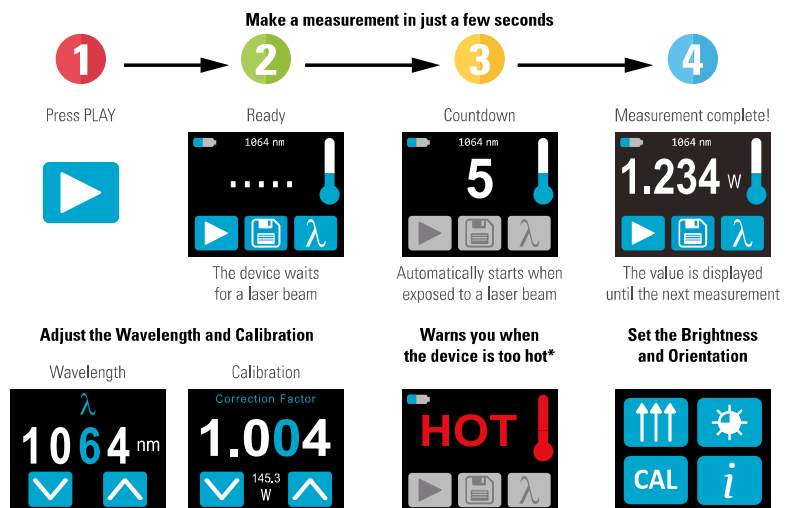 Make a measurement in just a few seconds
1
2
3
4
Press PLAY
Ready
Countdown
Measurement complete!
1064 nm
.....
λ
1064 nm
5
λ
1064 nm
1.234 W
λ
The device waits
for a laser beam
Automatically starts when
exposed to a laser beam
The value is displayed
until the next measurement
Adjust the Wavelength and Calibration
Warns you when
the device is too hot*
Set the Brightness
and Orientation
Wavelength
Calibration
λ
1064 nm
Correction Factor
1.004
145.3
W
HOT
λ
CAL
i